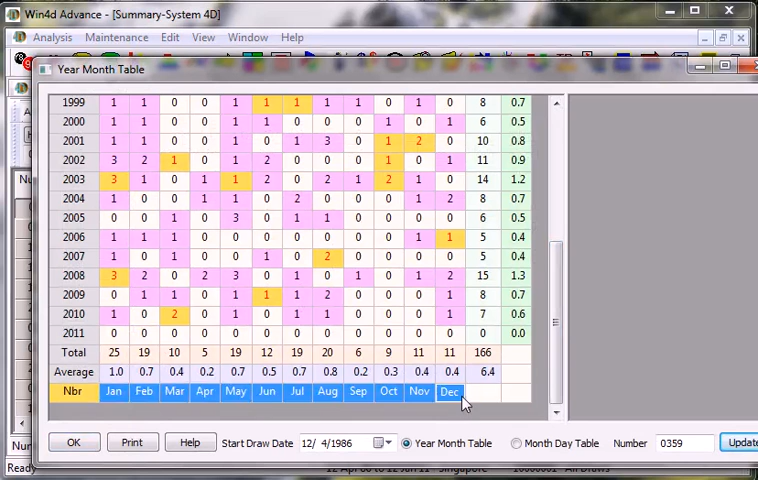 Win4d Advance - [Summary-System 4D]
Analysis Maintenance Edit View Window Help
Year Month Table
1999 1 1 0 0 1 1 1 1 1 0 1 0 8 0.7
2000 1 1 0 0 1 1 0 0 0 1 0 1 6 0.5
2001 1 1 0 0 1 0 1 3 0 1 2 0 10 0.8
2002 3 2 1 0 1 2 0 0 0 1 0 1 11 0.9
2003 3 1 0 1 1 2 0 2 1 2 1 0 14 1.2
2004 1 0 0 1 1 0 2 0 0 0 1 2 8 0.7
2005 0 0 1 0 3 0 1 1 0 0 0 0 6 0.5
2006 1 1 1 0 0 0 0 0 0 0 1 1 5 0.4
2007 1 0 1 0 0 1 0 2 0 0 0 0 5 0.4
2008 3 2 0 2 3 0 1 0 1 0 1 2 15 1.3
2009 0 1 1 0 1 1 1 2 0 0 0 1 8 0.7
2010 1 0 2 0 1 0 1 1 0 0 0 1 7 0.6
2011 0 0 0 0 0 0 0 0 0 0 0 0 0 0.0
Total 25 19 10 5 19 12 19 20 6 9 11 11 166
Average 1.0 0.7 0.4 0.2 0.7 0.5 0.7 0.8 0.2 0.3 0.4 0.4 6.4
Nbr Jan Feb Mar Apr May Jun Jul Aug Sep Oct Nov Dec
OK Print Help Start Draw Date 12/ 4/1986 Year Month Table Month Day Table Number 0359 Update
Ready